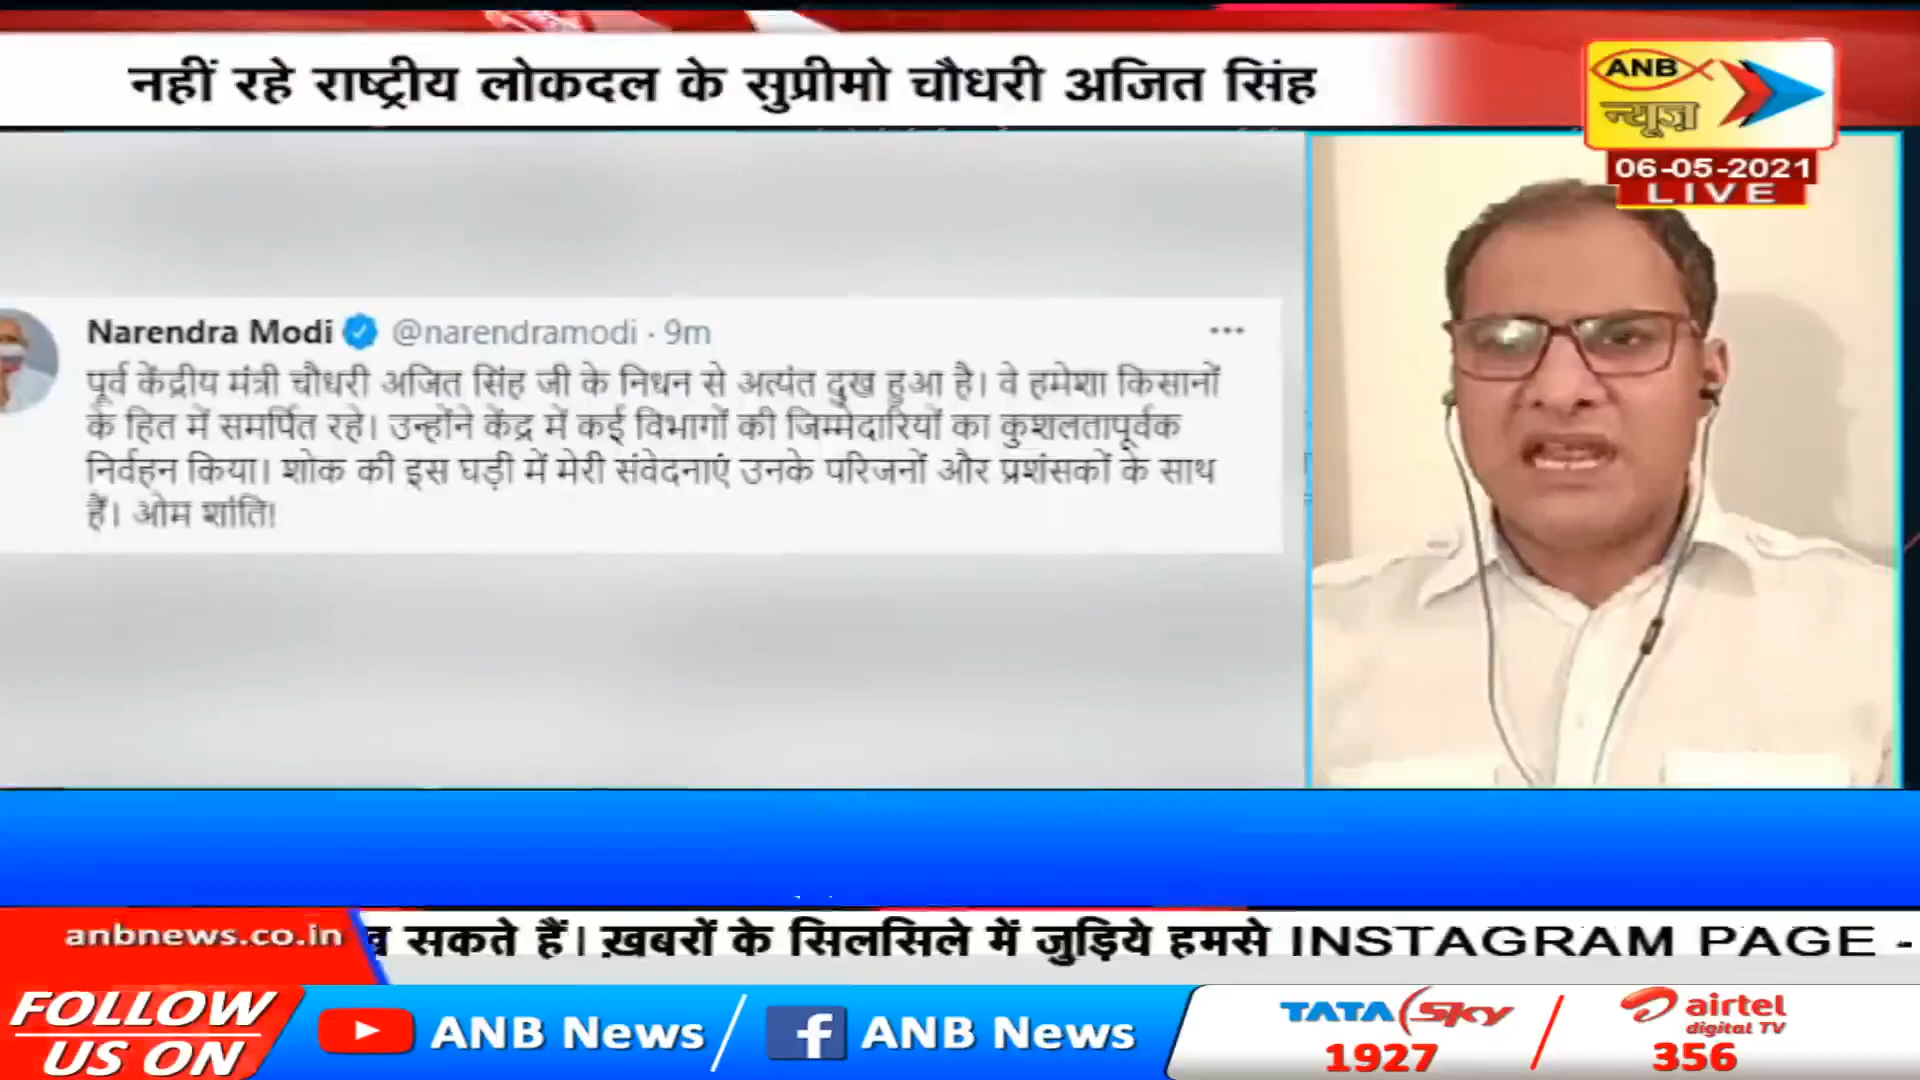 नहीं रहे राष्ट्रीय लोकदल के सुप्रीमो चौधरी अजित सिंह
ANB
न्यूज़
06-05-2021
LIVE
Narendra Modi @narendramodi · 9m
पूर्व केंद्रीय मंत्री चौधरी अजित सिंह जी के निधन से अत्यंत दुख हुआ है। वे हमेशा किसानों
के हित में समर्पित रहे। उन्होंने केंद्र में कई विभागों की जिम्मेदारियों का कुशलतापूर्वक
निर्वहन किया। शोक की इस घड़ी में मेरी संवेदनाएं उनके परिजनों और प्रशंसकों के साथ
हैं। ओम शांति!
anbnews.co.in
सकते हैं। ख़बरों के सिलसिले में जुड़िये हमसे INSTAGRAM PAGE -
FOLLOW
US ON
ANB News
ANB News
TATA Sky
1927
airtel
digital TV
356